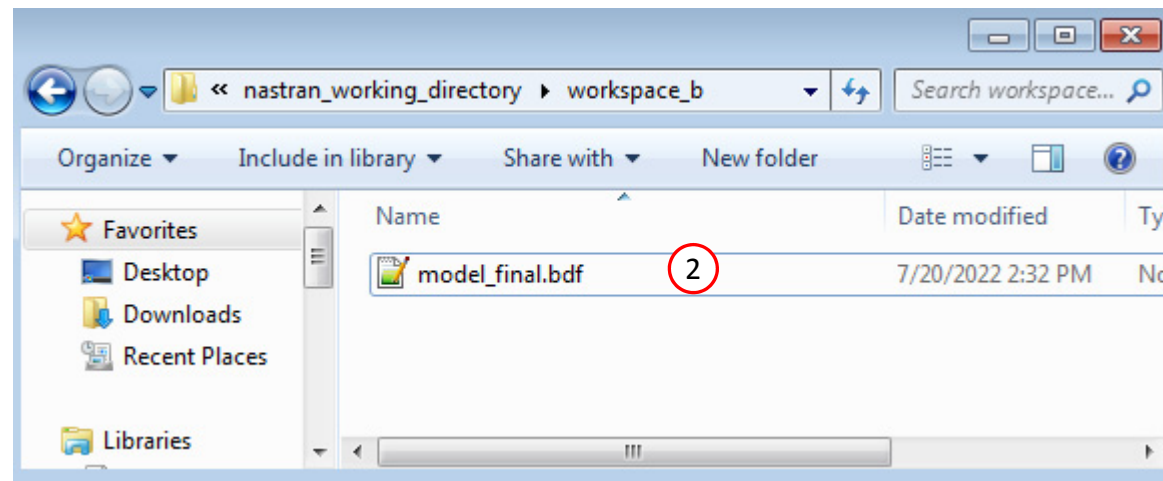 « nastran_working_directory ▸ workspace_b Search workspace...
Organize Include in library Share with New folder
Favorites
Desktop
Downloads
Recent Places
Libraries
Name Date modified Ty
model_final.bdf 2 7/20/2022 2:32 PM No